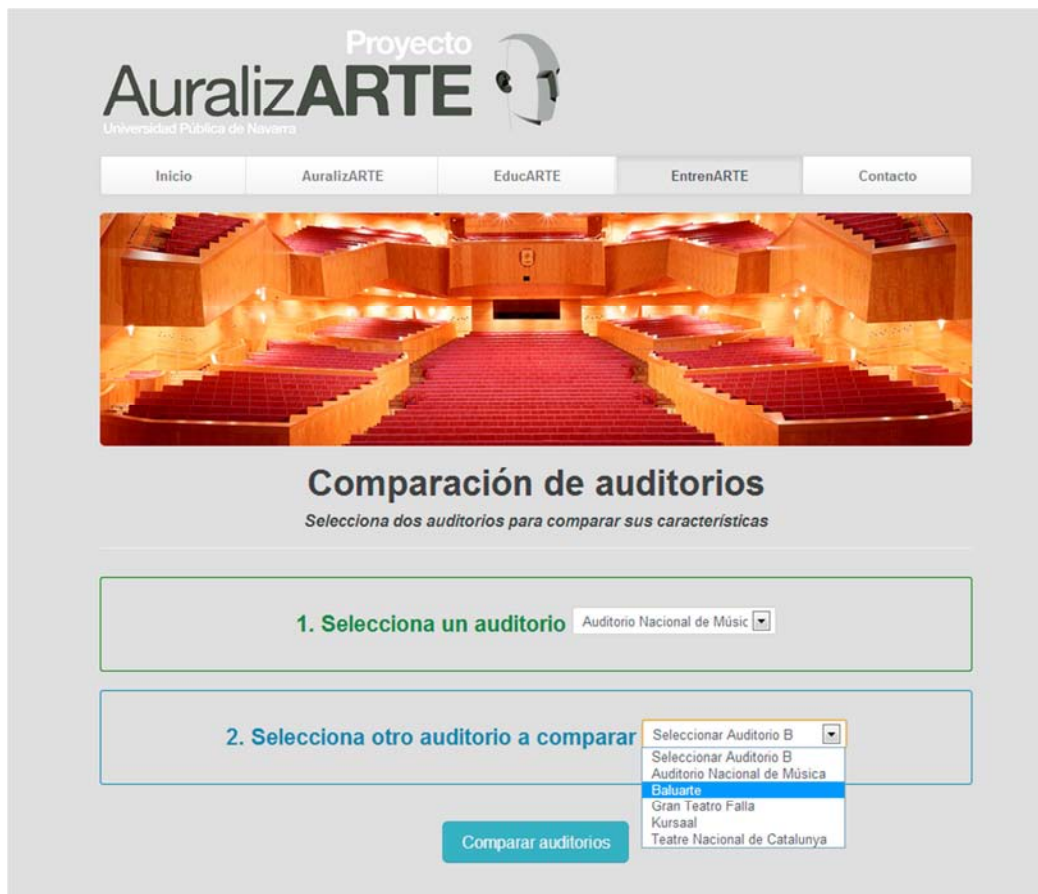 Proyecto
AuralizARTE
Universidad Pública de Navarra
Inicio AuralizARTE EducARTE EntrenARTE Contacto
Comparación de auditorios
Selecciona dos auditorios para comparar sus características
1. Selecciona un auditorio Auditorio Nacional de Músic
2. Selecciona otro auditorio a comparar Seleccionar Auditorio B
Seleccionar Auditorio B
Auditorio Nacional de Música
Baluarte
Gran Teatro Falla
Kursaal
Teatre Nacional de Catalunya
Comparar auditorios